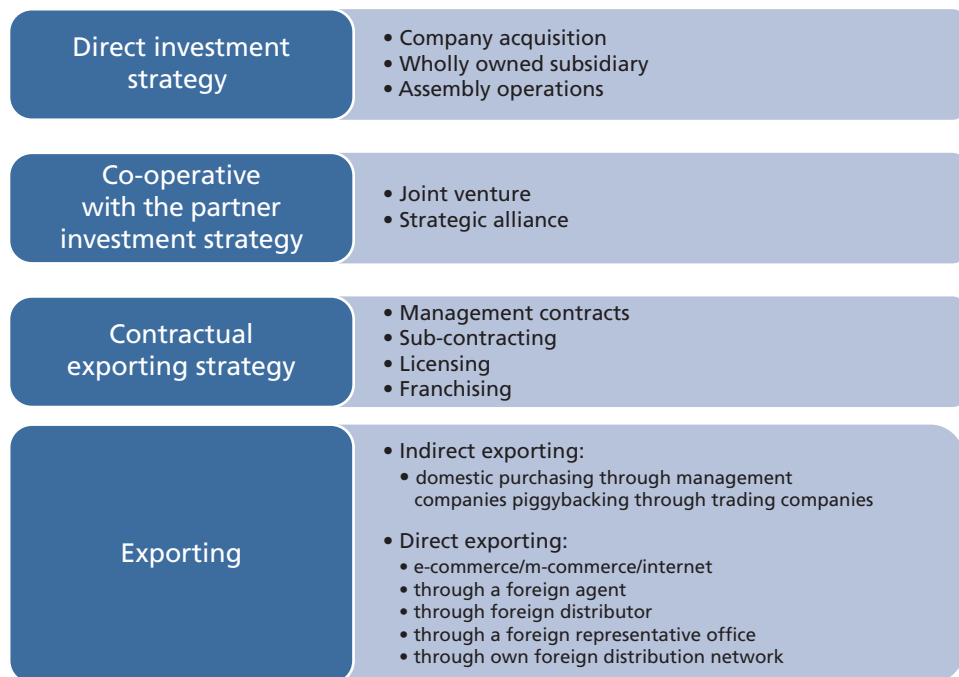 Direct investment
strategy
• Company acquisition
• Wholly owned subsidiary
• Assembly operations
Co-operative
with the partner
investment strategy
• Joint venture
• Strategic alliance
Contractual
exporting strategy
• Management contracts
• Sub-contracting
• Licensing
• Franchising
Exporting
• Indirect exporting:
• domestic purchasing through management
companies piggybacking through trading companies
• Direct exporting:
• e-commerce/m-commerce/internet
• through a foreign agent
• through foreign distributor
• through a foreign representative office
• through own foreign distribution network